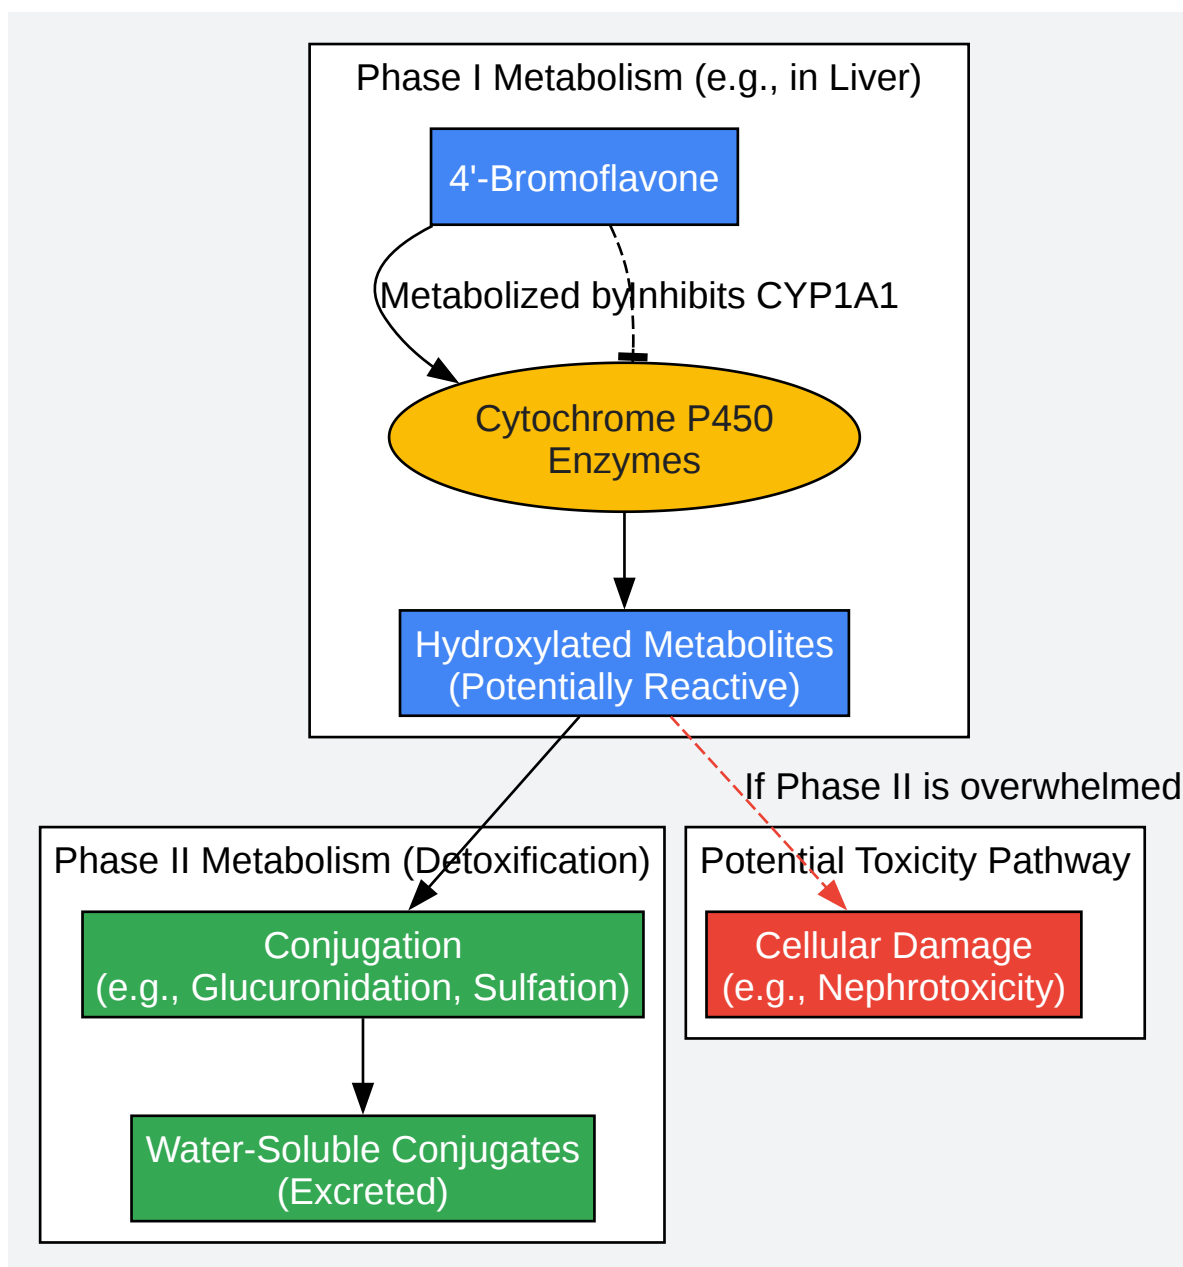 Phase I Metabolism (e.g., in Liver)
4'-Bromoflavone
Metabolized by
Inhibits CYP1A1
Cytochrome P450
Enzymes
Hydroxylated Metabolites
(Potentially Reactive)
If Phase II is overwhelmed
Phase II Metabolism (Detoxification)
Conjugation
(e.g., Glucuronidation, Sulfation)
Water-Soluble Conjugates
(Excreted)
Potential Toxicity Pathway
Cellular Damage
(e.g., Nephrotoxicity)